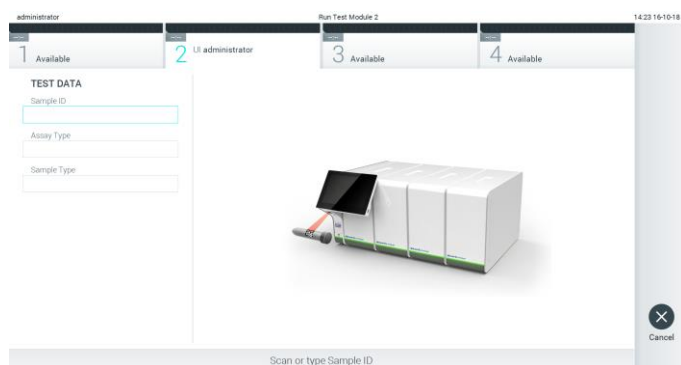 administrator
Run Test Module 2
14:23 16-10-18
1 Available
2 UI administrator
3 Available
4 Available
TEST DATA
Sample ID
Assay Type
Sample Type
Cancel
Scan or type Sample ID